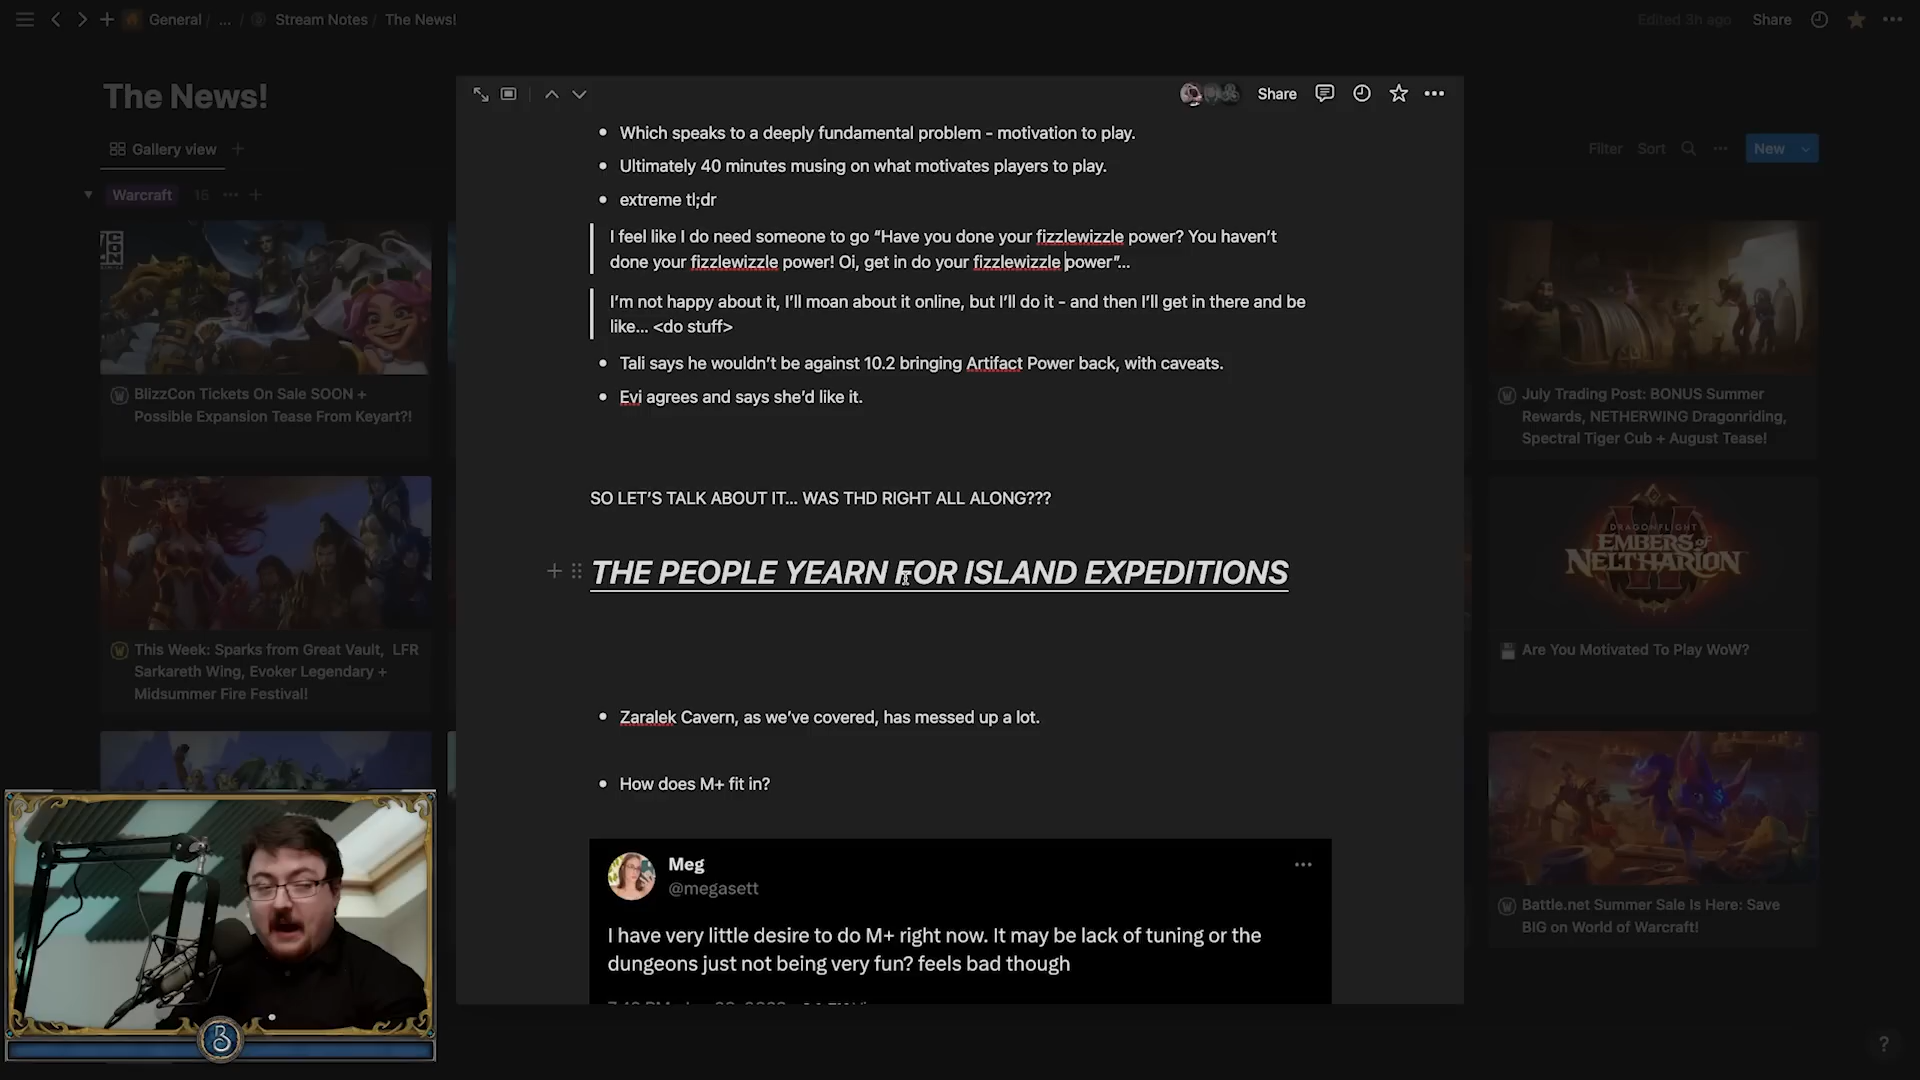 General / ... / Stream Notes / The News!
Edited 3h ago
Share
The News!
Gallery view
Filter
Sort
New
Warcraft 15
BlizzCon Tickets On Sale SOON +
Possible Expansion Tease From Keyart?!
This Week: Sparks from Great Vault, LFR
Sarkareth Wing, Evoker Legendary +
Midsummer Fire Festival!
Share
Which speaks to a deeply fundamental problem - motivation to play.
Ultimately 40 minutes musing on what motivates players to play.
extreme tl;dr
I feel like I do need someone to go “Have you done your fizzlewizzle power? You haven’t
done your fizzlewizzle power! Oi, get in do your fizzlewizzle power”...
I’m not happy about it, I’ll moan about it online, but I’ll do it - and then I’ll get in there and be
like... <do stuff>
Tali says he wouldn’t be against 10.2 bringing Artifact Power back, with caveats.
Evi agrees and says she’d like it.
SO LET’S TALK ABOUT IT... WAS THD RIGHT ALL ALONG???
THE PEOPLE YEARN FOR ISLAND EXPEDITIONS
Zaralek Cavern, as we’ve covered, has messed up a lot.
How does M+ fit in?
Meg
@megasett
I have very little desire to do M+ right now. It may be lack of tuning or the
dungeons just not being very fun? feels bad though
July Trading Post: BONUS Summer
Rewards, NETHERWING Dragonriding,
Spectral Tiger Cub + August Tease!
DRAGONFLIGHT
EMBERS of
NELTHARION
Are You Motivated To Play WoW?
Battle.net Summer Sale Is Here: Save
BIG on World of Warcraft!
B
?